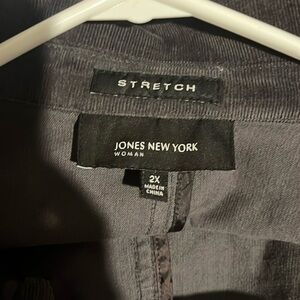 STRETCH
JONES NEW YORK
WOMAN
2X
MADE IN
CHINA